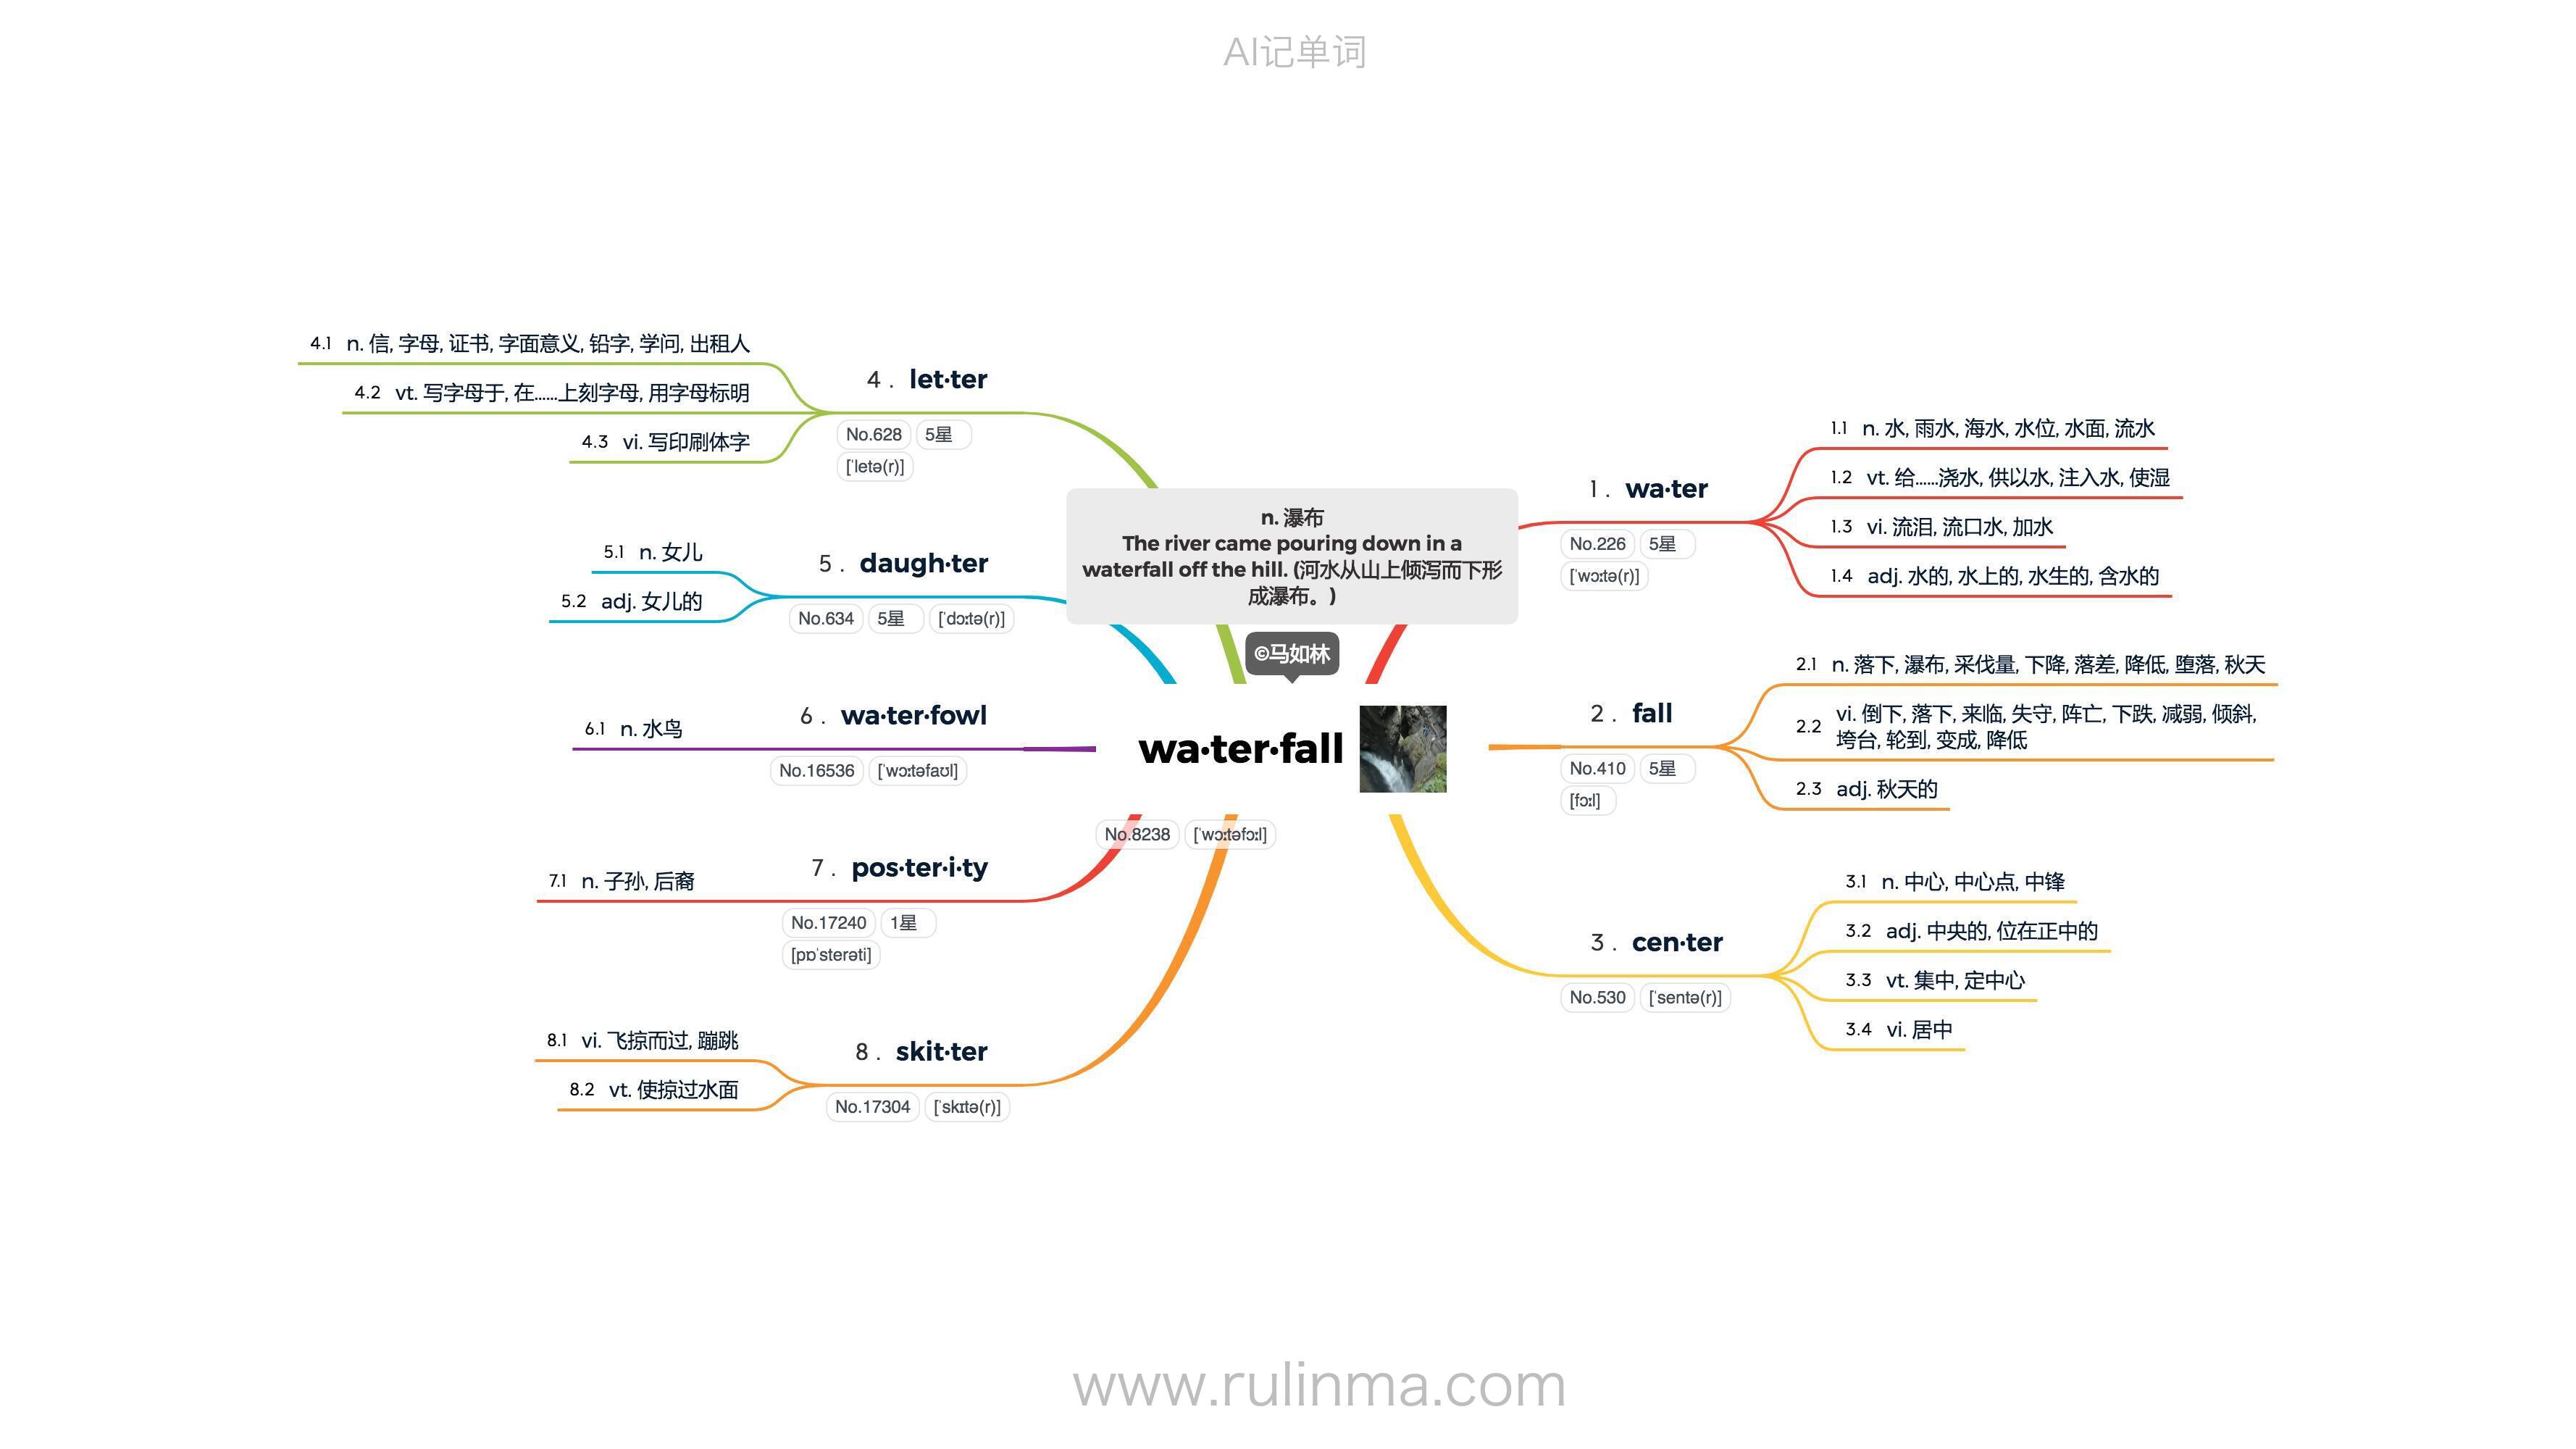 AI记单词
n. 瀑布
The river came pouring down in a
waterfall off the hill. (河水从山上倾泻而下形
成瀑布。)
©马如林
wa·ter·fall
No.8238 ['wɔːtəfɔːl]
1. wa·ter
No.226 5星
['wɔːtə(r)]
1.1 n. 水, 雨水, 海水, 水位, 水面, 流水
1.2 vt. 给......浇水, 供以水, 注入水, 使湿
1.3 vi. 流泪, 流口水, 加水
1.4 adj. 水的, 水上的, 水生的, 含水的
2. fall
No.410 5星
[fɔːl]
2.1 n. 落下, 瀑布, 采伐量, 下降, 落差, 降低, 堕落, 秋天
2.2 vi. 倒下, 落下, 来临, 失守, 阵亡, 下跌, 减弱, 倾斜,
垮台, 轮到, 变成, 降低
2.3 adj. 秋天的
3. cen·ter
No.530 ['sentə(r)]
3.1 n. 中心, 中心点, 中锋
3.2 adj. 中央的, 位在正中的
3.3 vt. 集中, 定中心
3.4 vi. 居中
4. let·ter
No.628 5星
['letə(r)]
4.1 n. 信, 字母, 证书, 字面意义, 铅字, 学问, 出租人
4.2 vt. 写字母于, 在......上刻字母, 用字母标明
4.3 vi. 写印刷体字
5. daugh·ter
No.634 5星 ['dɔːtə(r)]
5.1 n. 女儿
5.2 adj. 女儿的
6. wa·ter·fowl
No.16536 ['wɔːtəfaʊl]
6.1 n. 水鸟
7. pos·ter·i·ty
No.17240 1星
[pɒ'sterəti]
7.1 n. 子孙, 后裔
8. skit·ter
No.17304 ['skɪtə(r)]
8.1 vi. 飞掠而过, 蹦跳
8.2 vt. 使掠过水面
www.rulinma.com